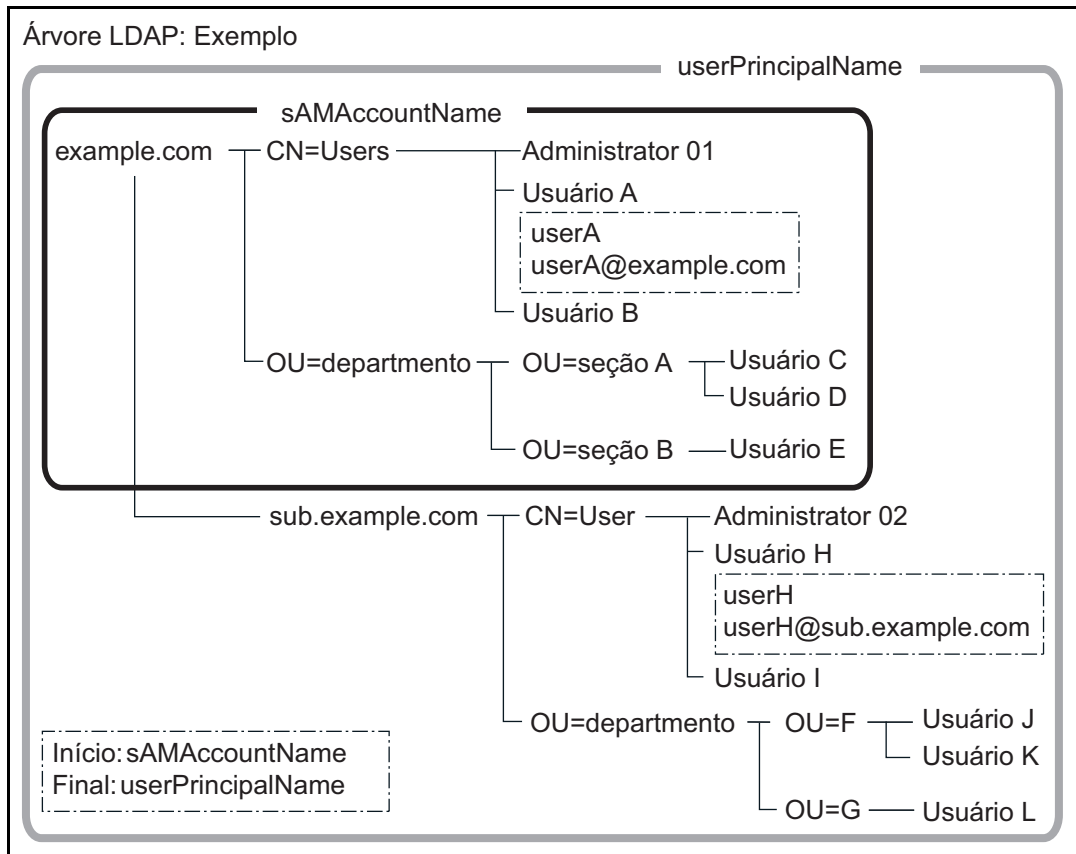 Árvore LDAP: Exemplo
userPrincipalName
sAMAccountName
example.com CN=Users Administrator 01
Usuário A
userA
userA@example.com
Usuário B
OU=departmento OU=seção A Usuário C
Usuário D
OU=seção B Usuário E
sub.example.com CN=User Administrator 02
Usuário H
userH
userH@sub.example.com
Usuário I
OU=departmento OU=F Usuário J
Usuário K
OU=G Usuário L
Início: sAMAccountName
Final: userPrincipalName